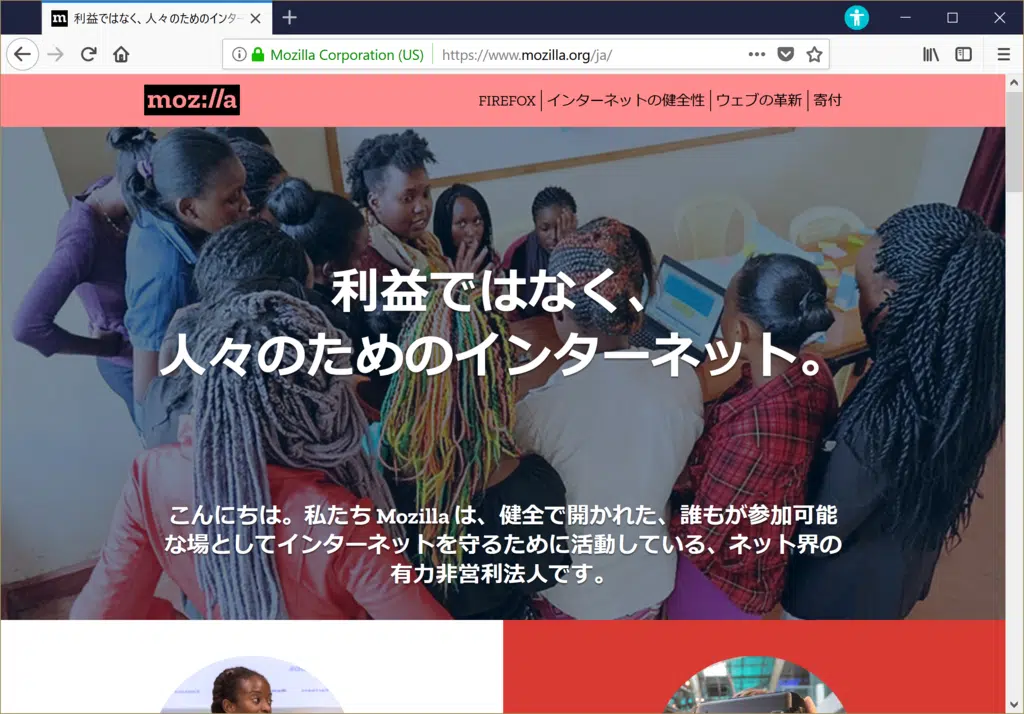 利益ではなく、人々のためのインター
Mozilla Corporation (US)
https://www.mozilla.org/ja/
moz://a
FIREFOX
インターネットの健全性
ウェブの革新
寄付
利益ではなく、
人々のためのインターネット。
こんにちは。私たち Mozilla は、健全で開かれた、誰もが参加可能
な場としてインターネットを守るために活動している、ネット界の
有力非営利法人です。